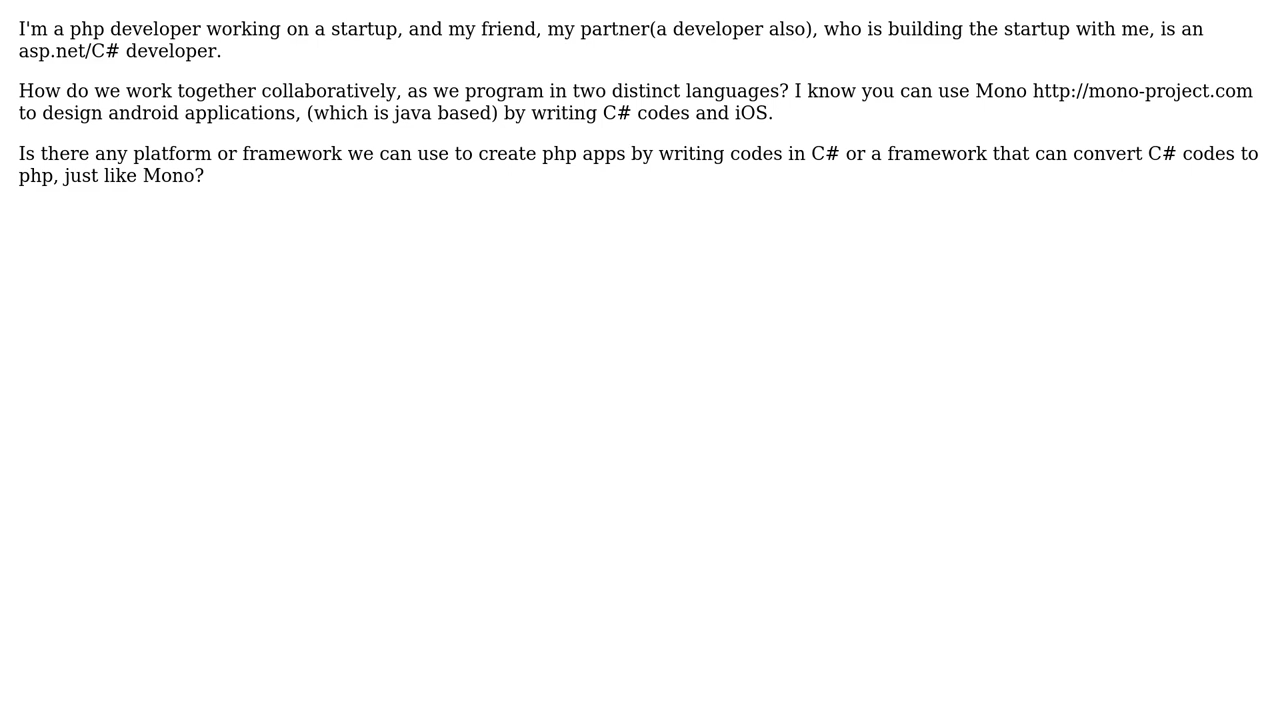 I'm a php developer working on a startup, and my friend, my partner(a developer also), who is building the startup with me, is an
asp.net/C# developer.
How do we work together collaboratively, as we program in two distinct languages? I know you can use Mono http://mono-project.com
to design android applications, (which is java based) by writing C# codes and iOS.
Is there any platform or framework we can use to create php apps by writing codes in C# or a framework that can convert C# codes to
php, just like Mono?